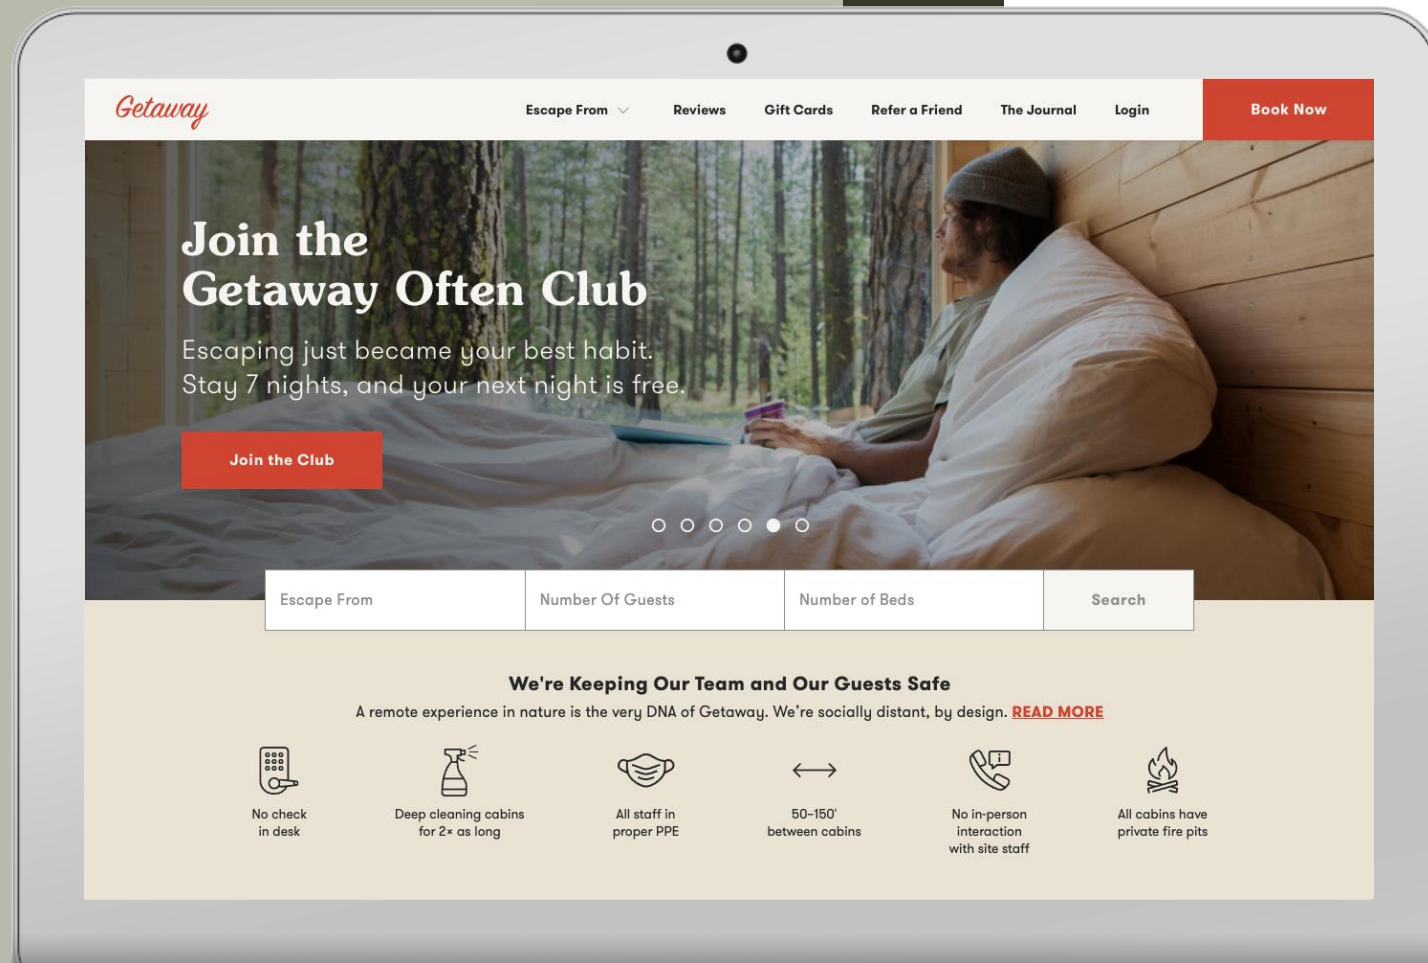 Getaway
Escape From
Reviews
Gift Cards
Refer a Friend
The Journal
Login
Book Now
Join the
Getaway Often Club
Escaping just became your best habit.
Stay 7 nights, and your next night is free.
Join the Club
Escape From
Number Of Guests
Number of Beds
Search
We're Keeping Our Team and Our Guests Safe
A remote experience in nature is the very DNA of Getaway. We’re socially distant, by design. READ MORE
No check
in desk
Deep cleaning cabins
for 2× as long
All staff in
proper PPE
50–150'
between cabins
No in-person
interaction
with site staff
All cabins have
private fire pits